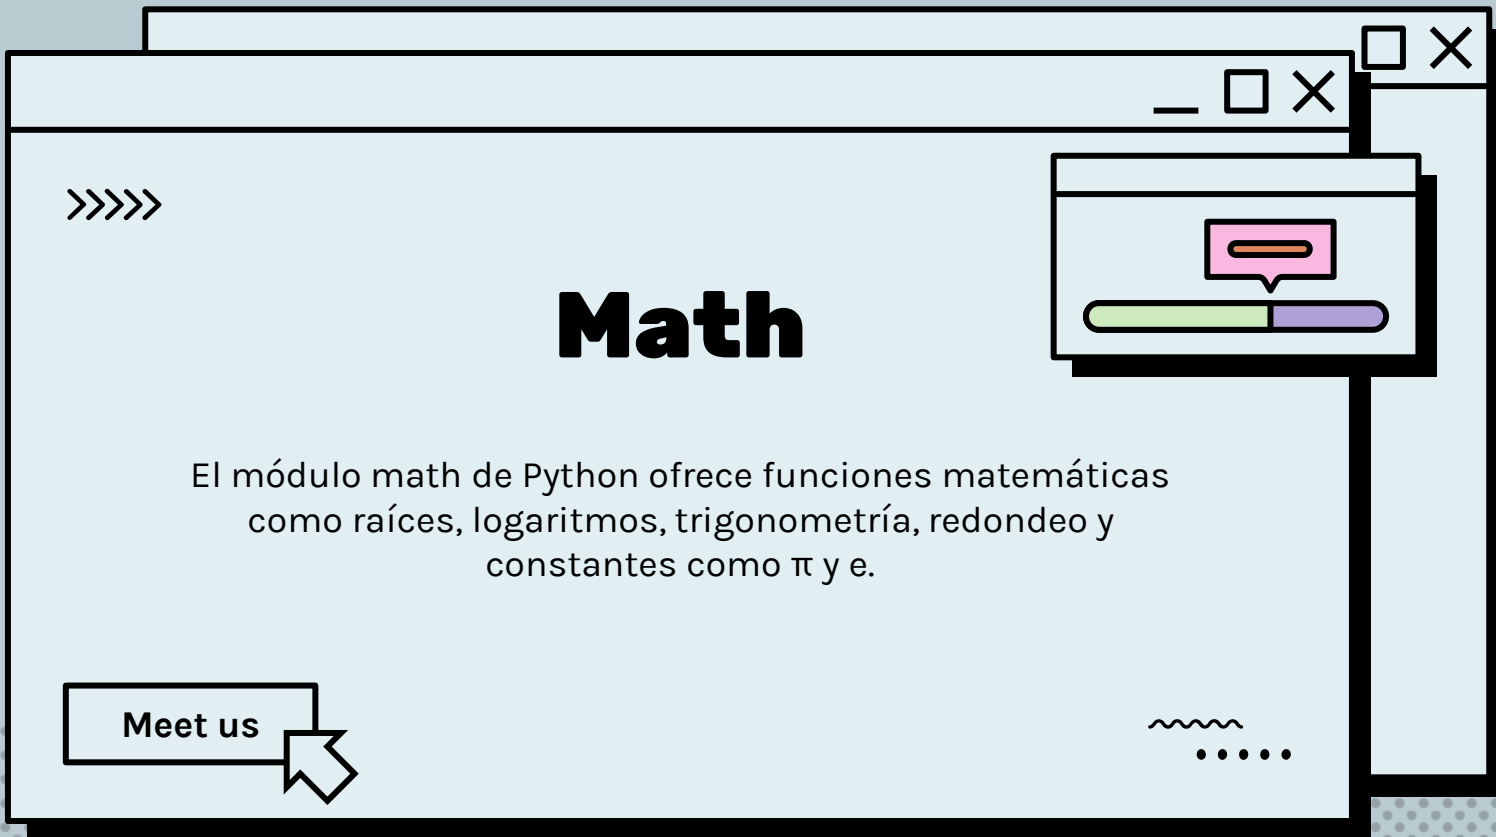 Math
El módulo math de Python ofrece funciones matemáticas
como raíces, logaritmos, trigonometría, redondeo y
constantes como π y e.
Meet us